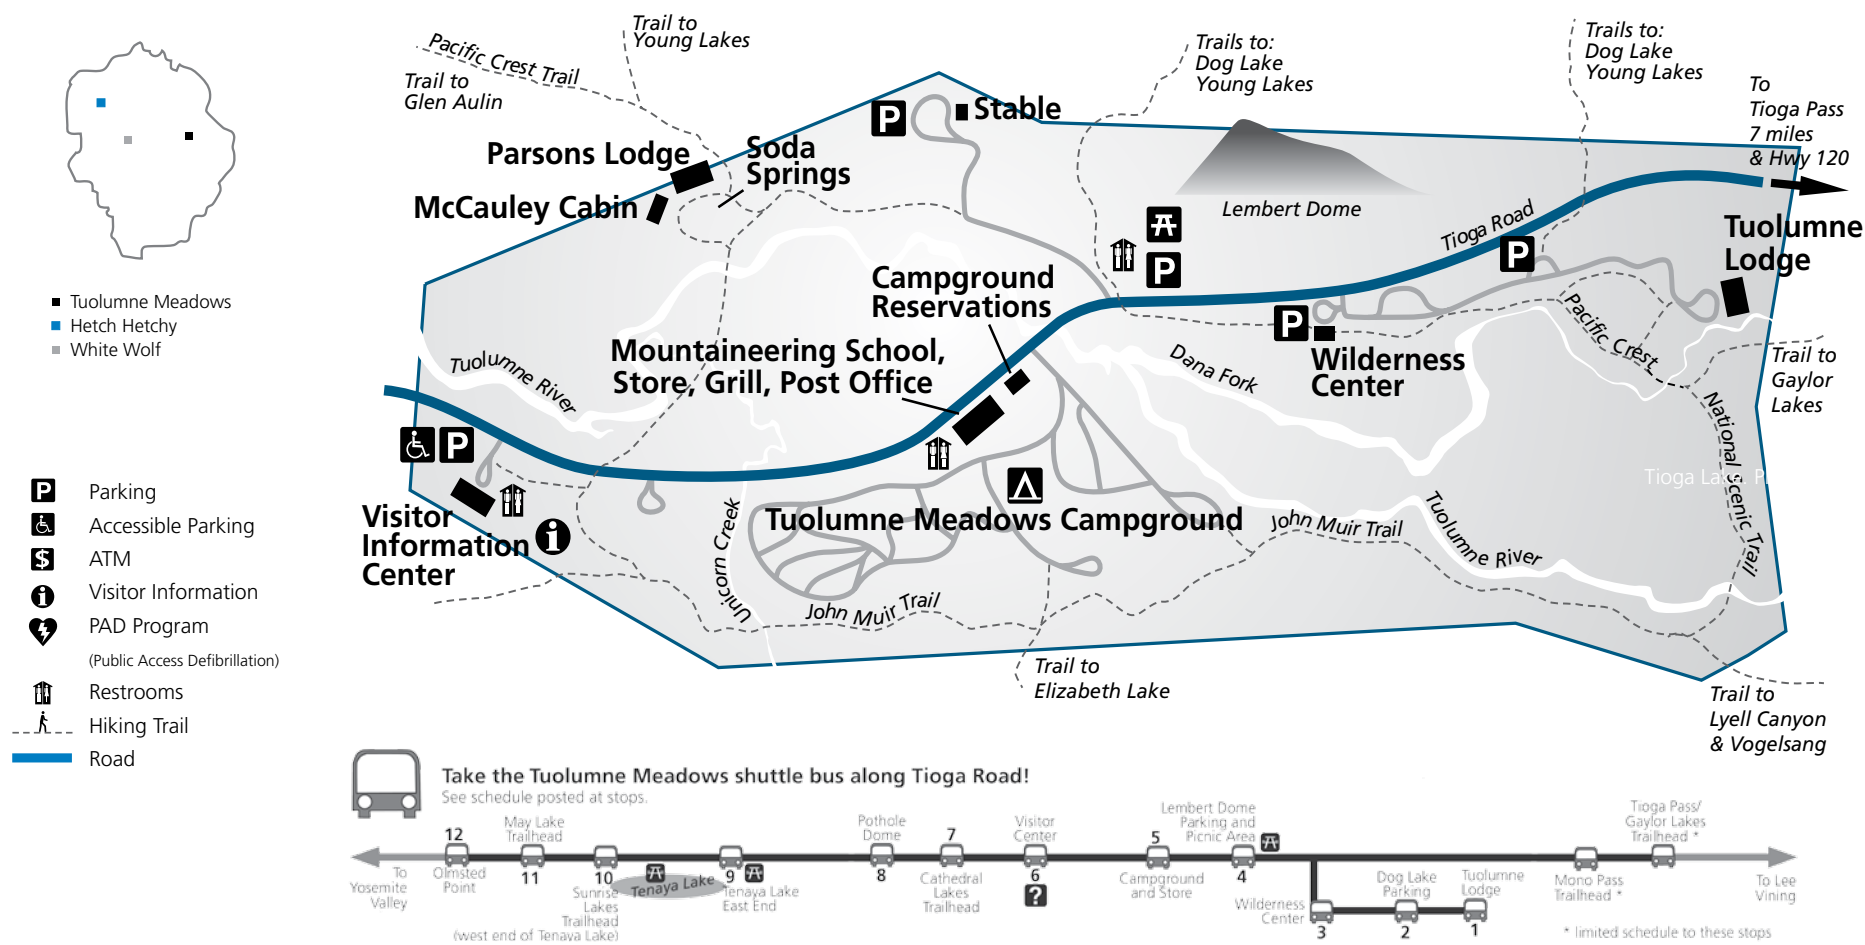 Tuolumne Meadows
Hetch Hetchy
White Wolf
P
Parking
Accessible Parking
$
ATM
i
Visitor Information
PAD Program
(Public Access Defibrillation)
Restrooms
Hiking Trail
Road
Pacific Crest Trail
Trail to
Glen Aulin
Trail to
Young Lakes
Trails to:
Dog Lake
Young Lakes
Trails to:
Dog Lake
Young Lakes
To
Tioga Pass
7 miles
& Hwy 120
P
Stable
Parsons Lodge
Soda
Springs
McCauley Cabin
Lembert Dome
Tioga Road
P
P
Tuolumne
Lodge
Campground
Reservations
Mountaineering School,
Store, Grill, Post Office
P
Wilderness
Center
Pacific Crest
National Scenic Trail
Trail to
Gaylor
Lakes
Tuolumne River
Dana Fork
P
Visitor
Information
Center
i
Unicorn Creek
Tuolumne Meadows Campground
John Muir Trail
Tuolumne River
John Muir Trail
Tioga Lake, P
Trail to
Elizabeth Lake
Trail to
Lyell Canyon
& Vogelsang
Take the Tuolumne Meadows shuttle bus along Tioga Road!
See schedule posted at stops.
To
Yosemite
Valley
12
Olmsted
Point
May Lake
Trailhead
11
10
Sunrise
Lakes
Trailhead
(west end of Tenaya Lake)
Tenaya Lake
9
Tenaya Lake
East End
Pothole
Dome
8
7
Cathedral
Lakes
Trailhead
Visitor
Center
6
?
5
Campground
and Store
Lembert Dome
Parking and
Picnic Area
4
Wilderness
Center
3
Dog Lake
Parking
2
Tuolumne
Lodge
1
Mono Pass
Trailhead *
Tioga Pass/
Gaylor Lakes
Trailhead *
To Lee
Vining
* limited schedule to these stops